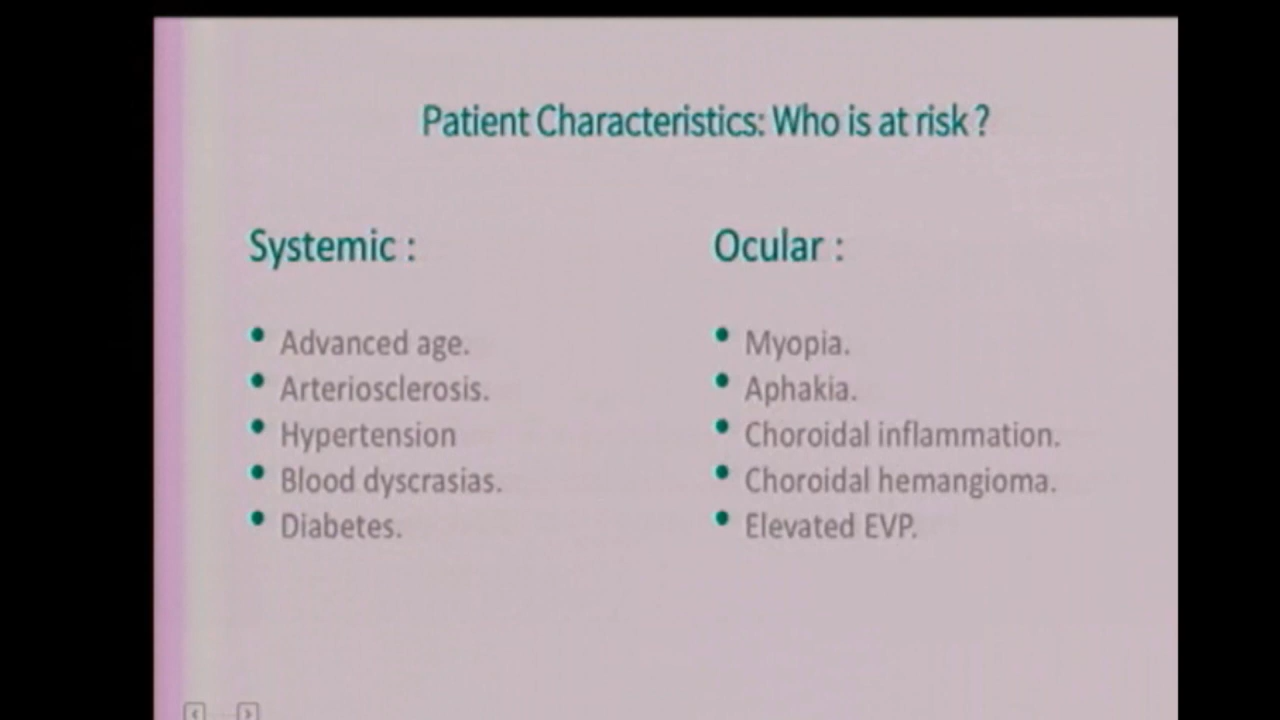 Patient Characteristics: Who is at risk ?
Systemic :
• Advanced age.
• Arteriosclerosis.
• Hypertension
• Blood dyscrasias.
• Diabetes.
Ocular :
• Myopia.
• Aphakia.
• Choroidal inflammation.
• Choroidal hemangioma.
• Elevated EVP.